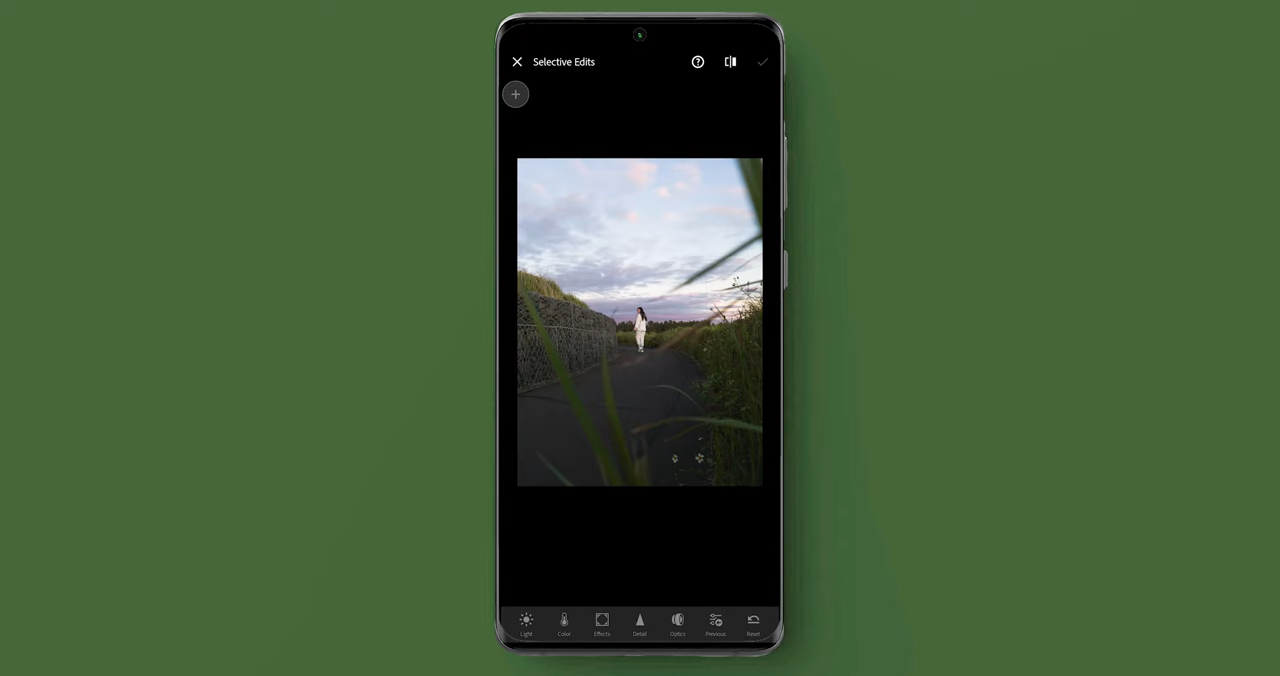 Selective Edits
Light
Color
Effects
Detail
Optics
Previous
Reset